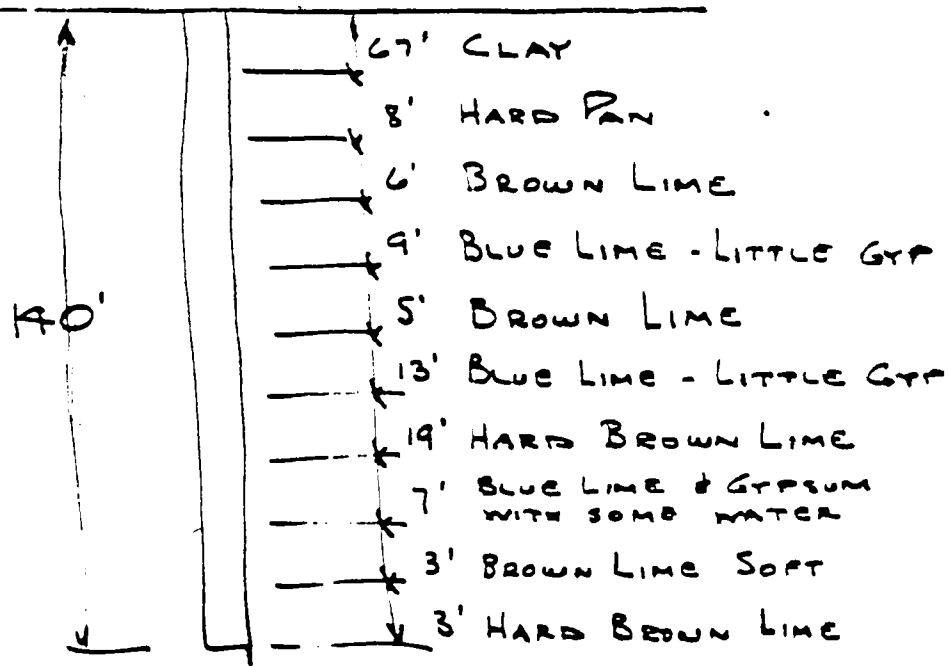 67' CLAY
8' HARD PAN
6' BROWN LIME
9' BLUE LIME - LITTLE GYP
5' BROWN LIME
140'
13' BLUE LIME - LITTLE GYP
19' HARD BROWN LIME
7' BLUE LIME & GYPSUM
WITH SOME WATER
3' BROWN LIME SOFT
3' HARD BROWN LIME